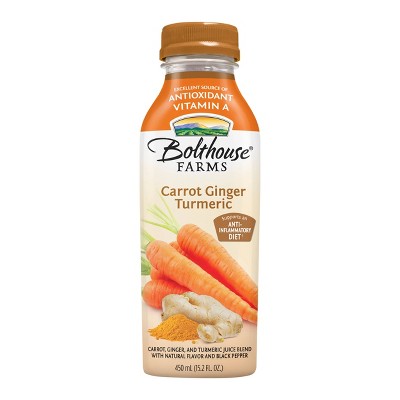 EXCELLENT SOURCE OF
ANTIOXIDANT
VITAMIN A
Bolthouse®
FARMS
Carrot Ginger
Turmeric
SUPPORTS AN
ANTI-
INFLAMMATORY
DIET
CARROT, GINGER, AND TURMERIC JUICE BLEND
WITH NATURAL FLAVOR AND BLACK PEPPER
450 mL (15.2 FL. OZ.)